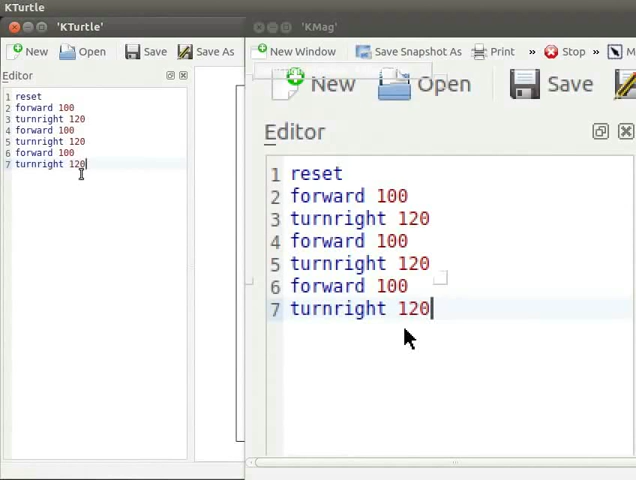 KTurtle
'KTurtle'
New Open Save Save As
Editor
1 reset
2 forward 100
3 turnright 120
4 forward 100
5 turnright 120
6 forward 100
7 turnright 120
'KMag'
New Window Save Snapshot As Print » Stop » M
New Open Save
Editor
1 reset
2 forward 100
3 turnright 120
4 forward 100
5 turnright 120
6 forward 100
7 turnright 120